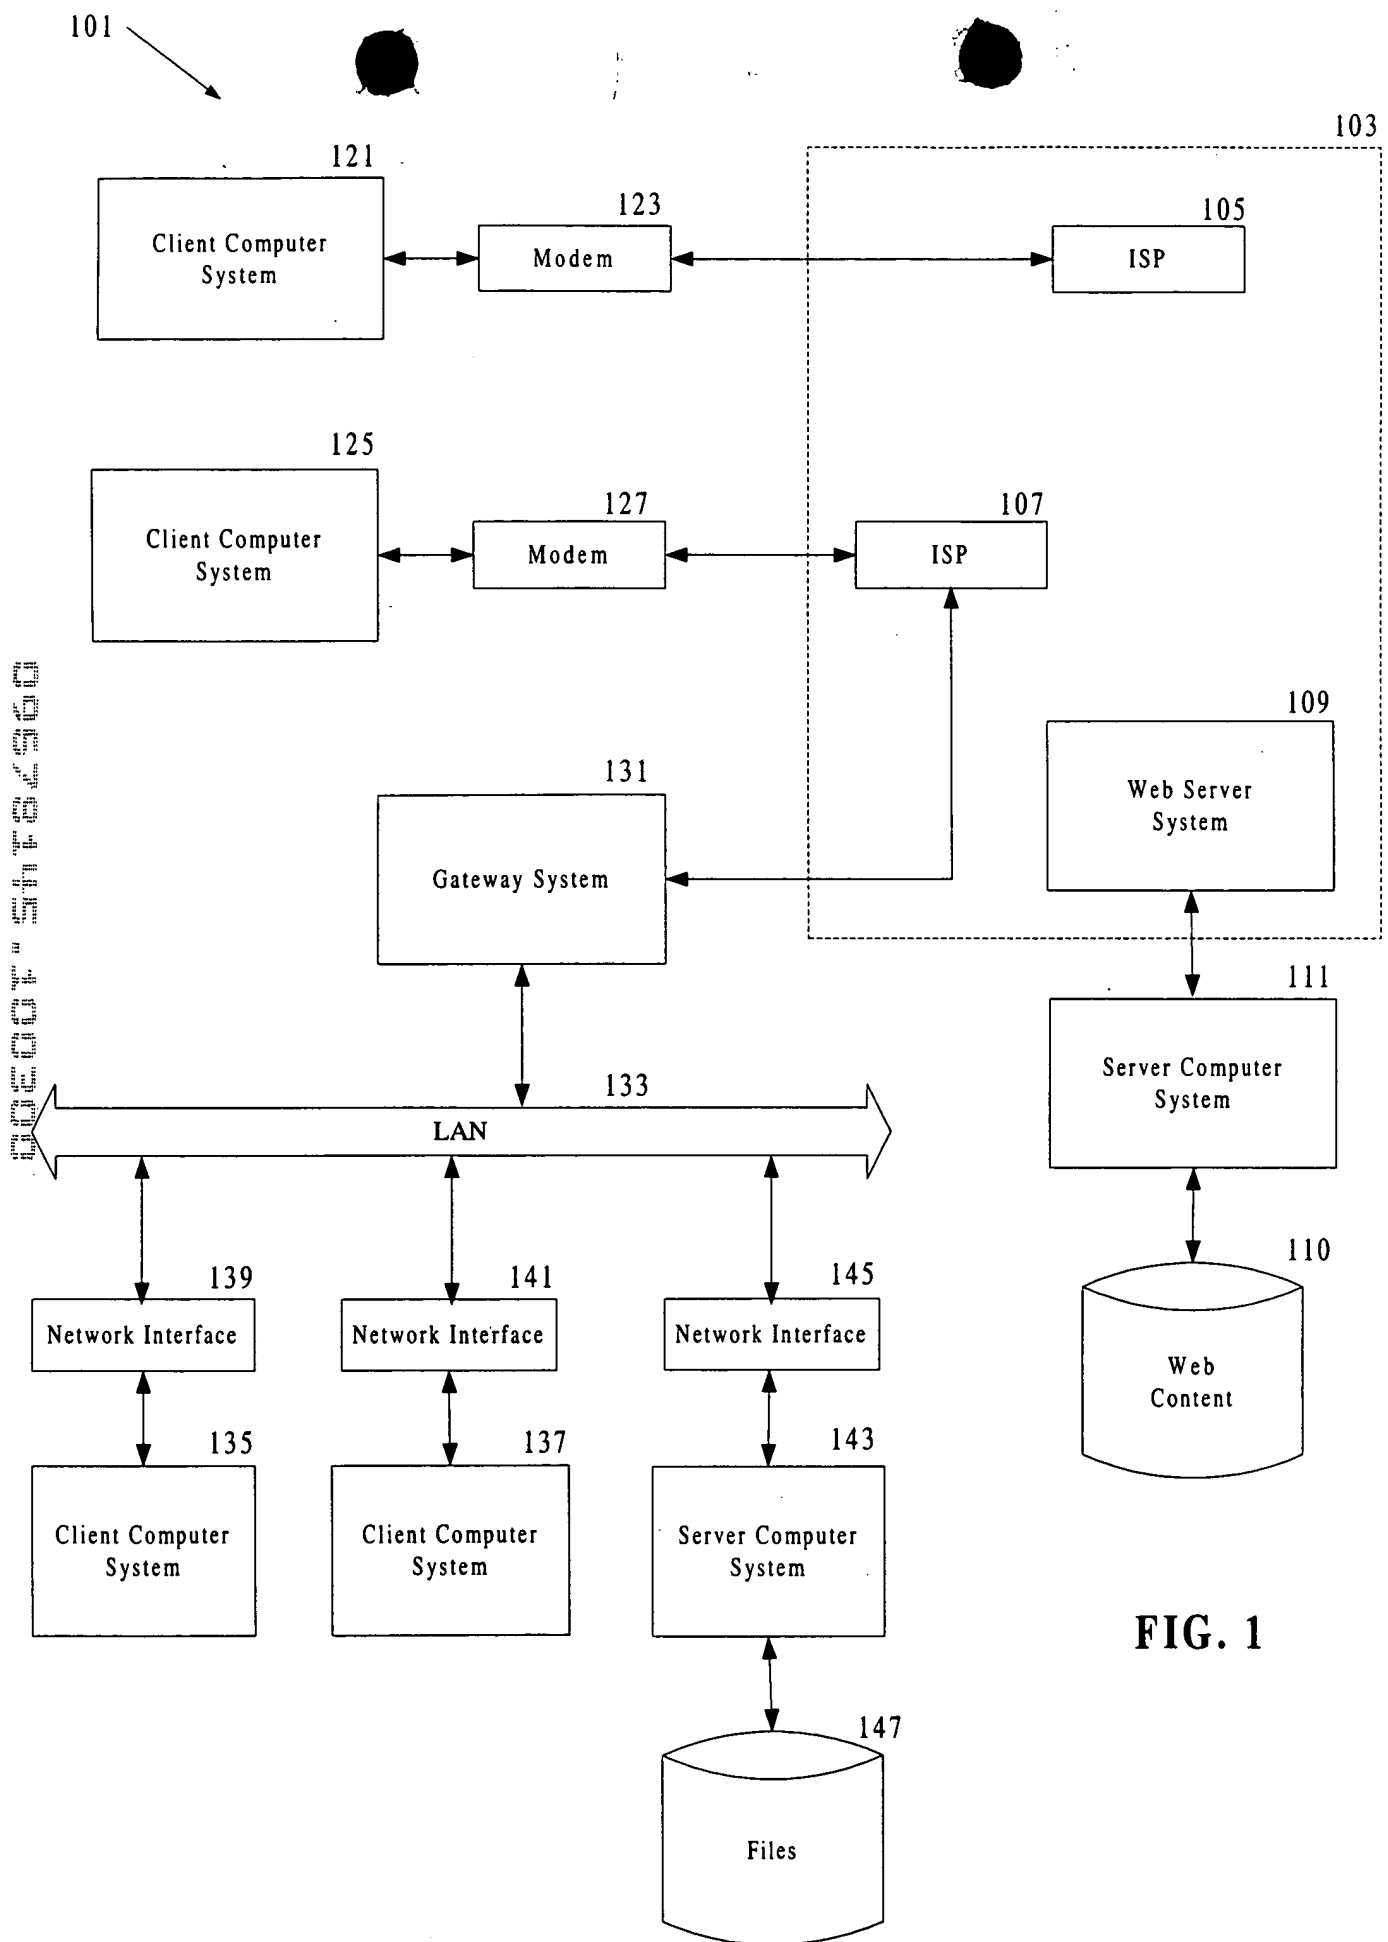 101
103
121
Client Computer
System
123
Modem
105
ISP
125
Client Computer
System
127
Modem
107
ISP
109
Web Server
System
131
Gateway System
111
Server Computer
System
133
LAN
110
Web
Content
139
Network Interface
141
Network Interface
145
Network Interface
135
Client Computer
System
137
Client Computer
System
143
Server Computer
System
FIG. 1
147
Files